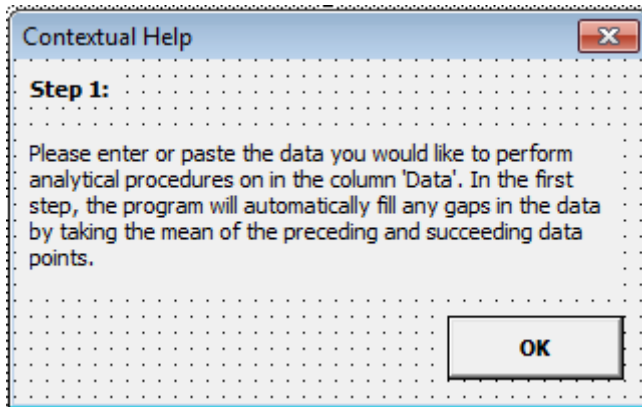 Contextual Help
Step 1:
Please enter or paste the data you would like to perform
analytical procedures on in the column 'Data'. In the first
step, the program will automatically fill any gaps in the data
by taking the mean of the preceding and succeeding data
points.
OK